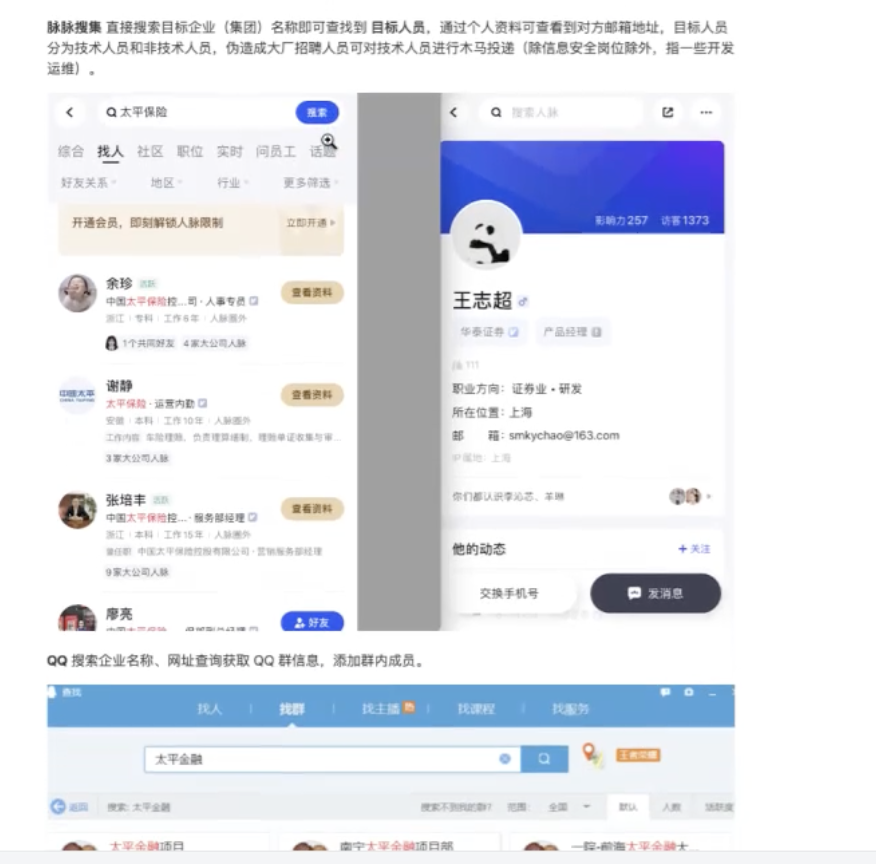 脉脉搜集 直接搜索目标企业（集团）名称即可查找到 目标人员，通过个人资料可查看到对方邮箱地址，目标人员
分为技术人员和非技术人员，伪造成大厂招聘人员可对技术人员进行木马投递（除信息安全岗位除外，指一些开发
运维）。
太平保险
搜索
综合 找人 社区 职位 实时 问员工 话题
好友关系 地区 行业 更多筛选
开通会员，即刻解锁人脉限制 立即开通
余珍 活跃
中国太平保险控...司 · 人事专员
浙江 | 专科 | 工作6年 | 人脉圈外
1个共同好友 4家大公司人脉
查看资料
谢静
太平保险 · 运营内勤
安徽 | 本科 | 工作10年 | 人脉圈外
工作内容 车险理赔、负责理算缮制、理赔单证收集与审...
3家大公司人脉
查看资料
张培丰 活跃
中国太平保险控... · 服务部经理
浙江 | 本科 | 工作15年 | 人脉圈外
曾任职 中国太平保险控股有限公司 · 营销服务部经理
9家大公司人脉
查看资料
廖亮
好友
搜索人脉
影响力257 访客1373
王志超
华泰证券 产品经理
111
职业方向：证券业 • 研发
所在位置：上海
邮 箱：smkychao@163.com
IP属地：上海
你们都认识李沁芯、羊琳
他的动态
+ 关注
交换手机号
发消息
QQ 搜索企业名称、网址查询获取 QQ 群信息，添加群内成员。
查找
找人 找群 找主播 找课程 找服务
太平金融
王者荣耀
返回 搜索: 太平金融
搜索不到我的群? 范围: 全国 默认 人数 活跃度
太平金融项目
南宁太平金融项目部
一院-前海太平金融大...